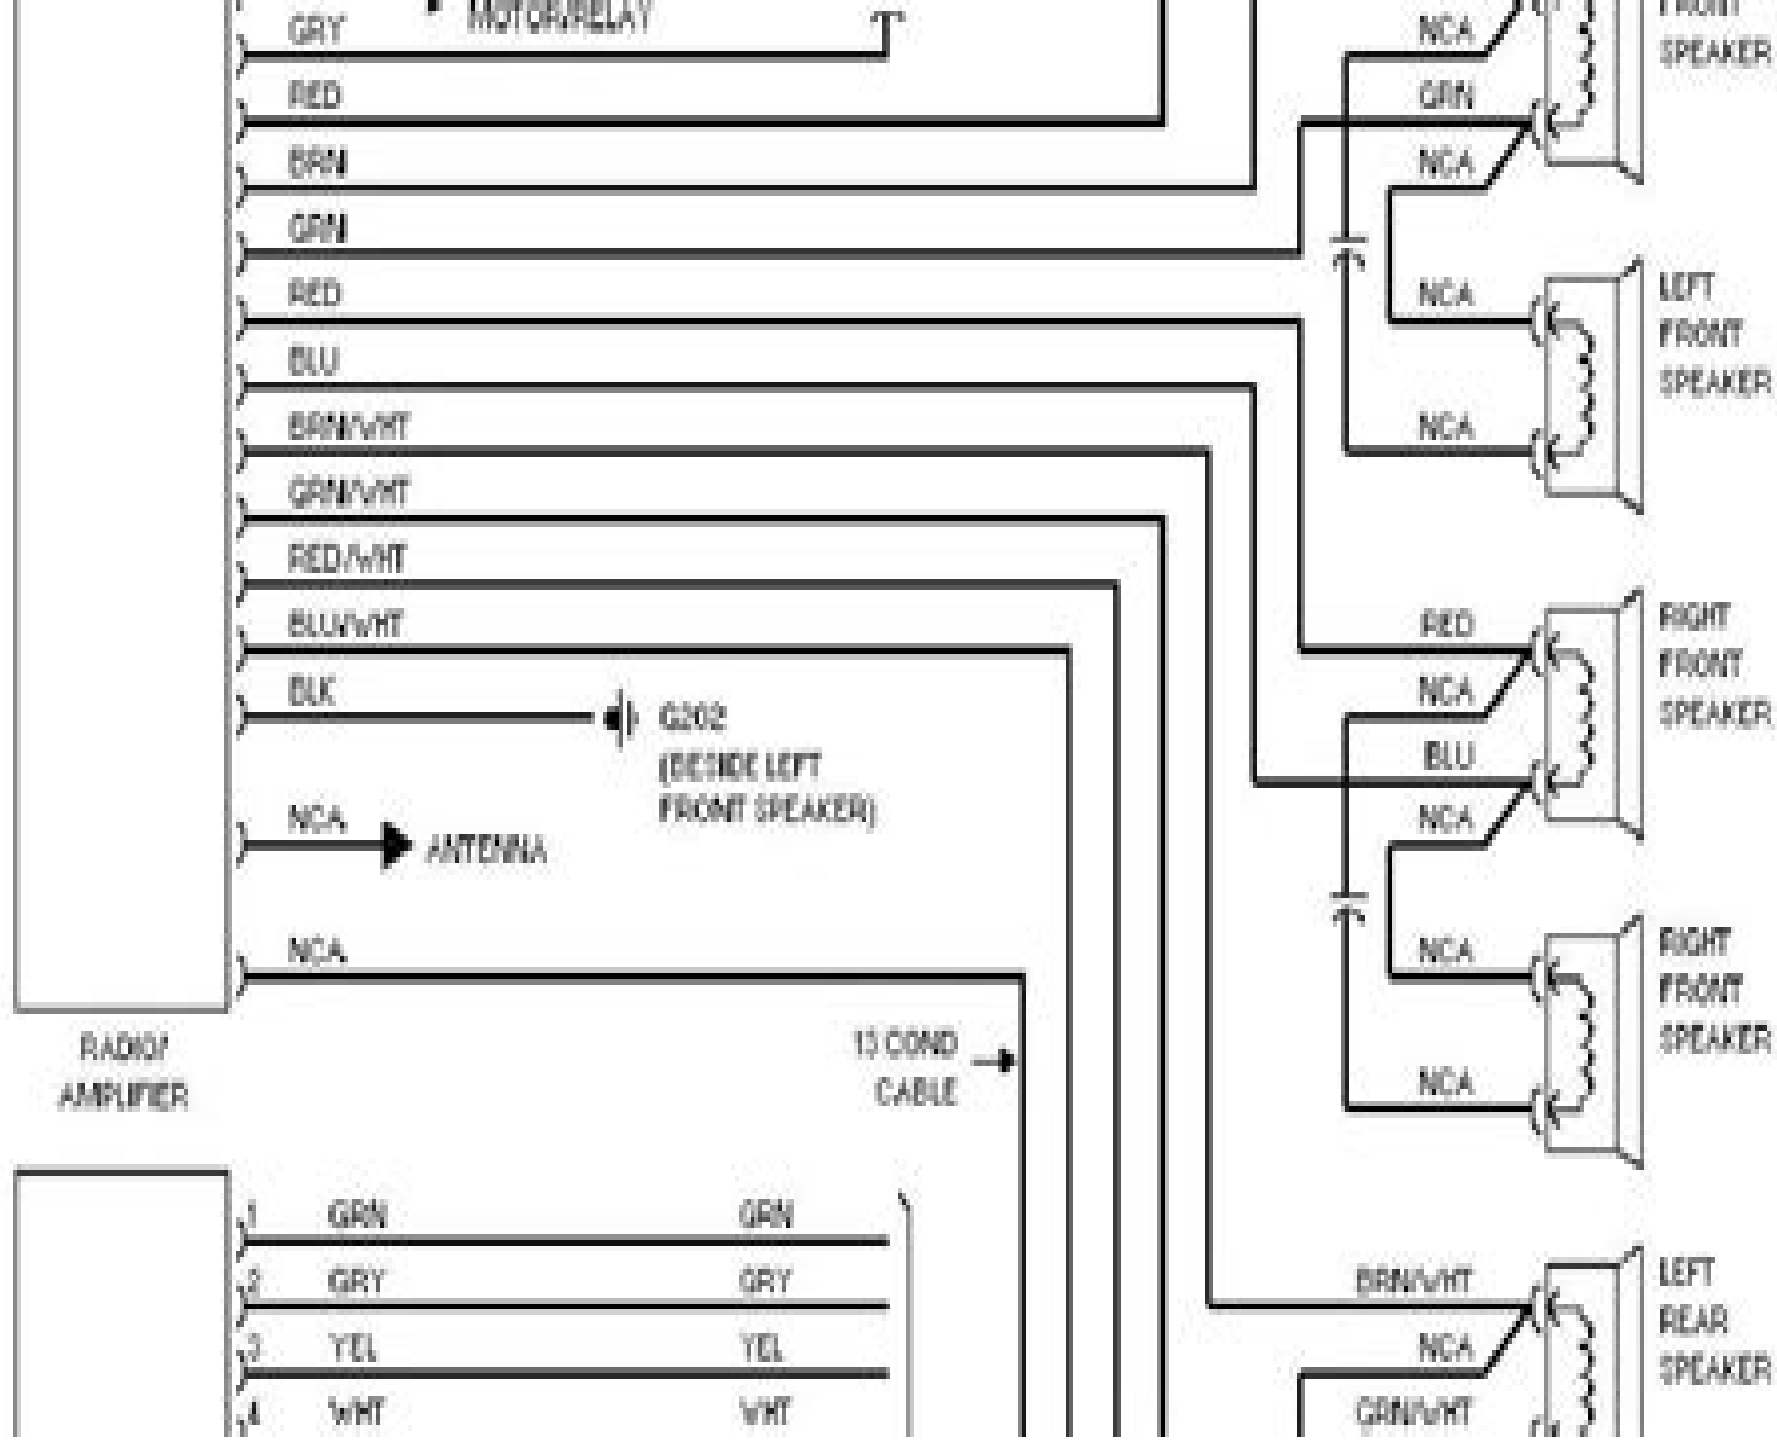 MOTOR/RELAY
GRY
RED
BRN
GRN
RED
BLU
BRN/WHT
GRN/WHT
RED/WHT
BLU/WHT
BLK
G202
(BESIDE LEFT
FRONT SPEAKER)
NCA
ANTENNA
NCA
RADIO/
AMPLIFIER
13 COND
CABLE
1 GRN GRN
2 GRY GRY
3 YEL YEL
4 WHT WHT
FRONT
SPEAKER
NCA
GRN
NCA
NCA
LEFT
FRONT
SPEAKER
NCA
RED
NCA
BLU
NCA
RIGHT
FRONT
SPEAKER
NCA
RIGHT
FRONT
SPEAKER
NCA
BRN/WHT
NCA
GRN/WHT
LEFT
REAR
SPEAKER